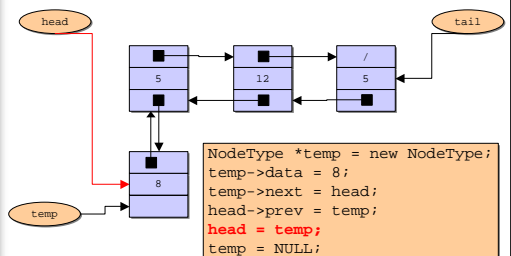 head
tail
/
5
12
5
8
temp
NodeType *temp = new NodeType;
temp->data = 8;
temp->next = head;
head->prev = temp;
head = temp;
temp = NULL;